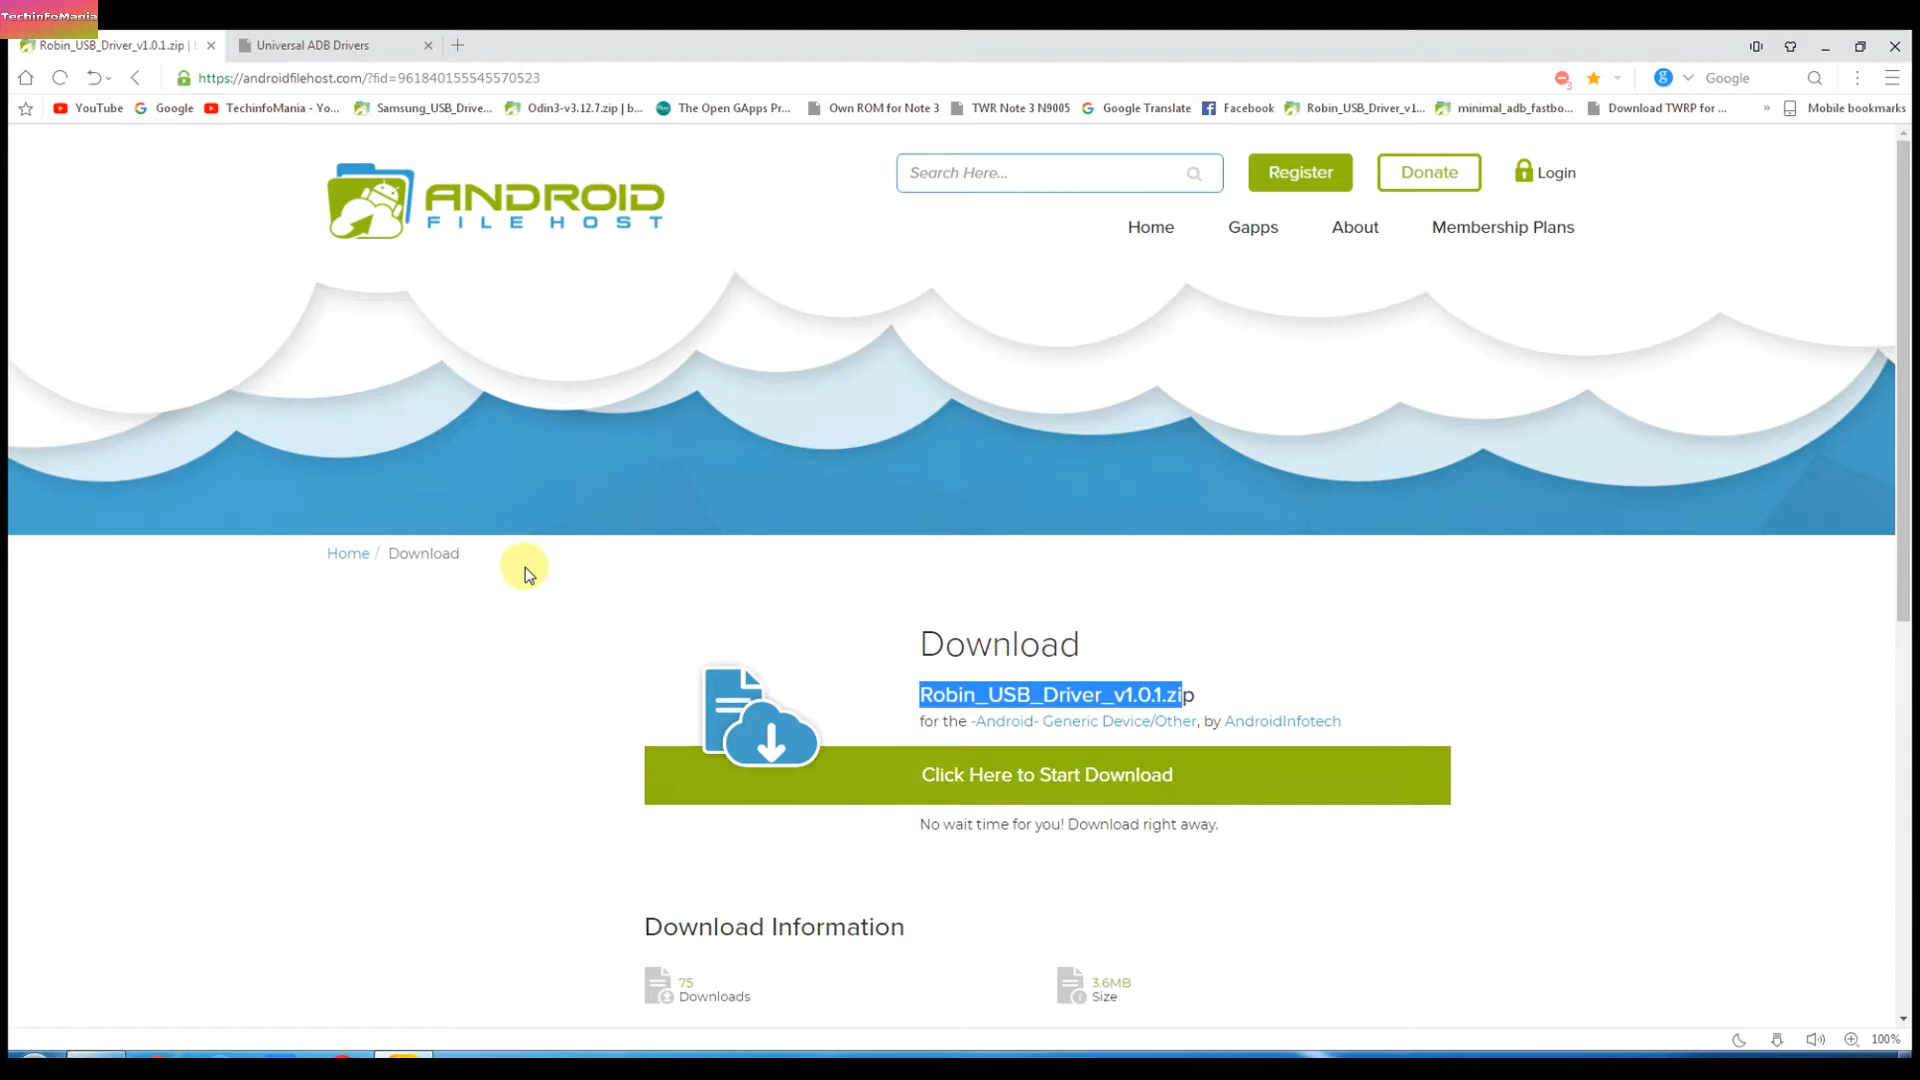 TechinFoMania
Robin_USB_Driver_v1.0.1.zip |
Universal ADB Drivers
https://androidfilehost.com/?fid=961840155545570523
Google
YouTube
Google
TechinfoMania - Yo...
Samsung_USB_Drive...
Odin3-v3.12.7.zip | b...
The Open GApps Pr...
Own ROM for Note 3
TWR Note 3 N9005
Google Translate
Facebook
Robin_USB_Driver_v1...
minimal_adb_fastbo...
Download TWRP for ...
Mobile bookmarks
ANDROID
FILE HOST
Search Here...
Register
Donate
Login
Home
Gapps
About
Membership Plans
Home / Download
Download
Robin_USB_Driver_v1.0.1.zip
for the -Android- Generic Device/Other, by AndroidInfotech
Click Here to Start Download
No wait time for you! Download right away.
Download Information
75
Downloads
3.6MB
Size
100%